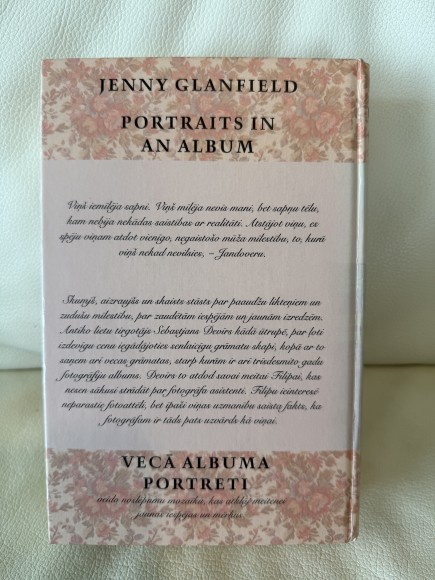 JENNY GLANFIELD
PORTRAITS IN
AN ALBUM
Viņš iemīlēja sapni. Viņš mīlēja nevis mani, bet sapņu tēlu,
kam nebija nekādas saistības ar realitāti. Atstājot viņu, es
spēju viņam atdot vienīgo, negaistošo mūža mīlestību, to, kurā
viņš nekad nevilsies, – Jandoveru.
Skumjš, aizraujošs un skaists stāsts par paaudžu likteņiem un
zudušu mīlestību, par zaudētām iespējām un jaunām izredzēm.
Antīko lietu tirgotājs Sebastjans Devirs kādā ūtrupē, par ļoti
izdevīgu cenu iegādājoties senlaicīgu grāmatu skapi, kopā ar to
saņem arī vecas grāmatas, starp kurām ir arī trīsdesmito gadu
fotogrāfiju albums. Devirs to atdod savai meitai Filipai, kas
nesen sākusi strādāt par fotogrāfa asistenti. Filipu ieinteresē
neparastie fotoattēli, bet īpaši viņas uzmanību saista fakts, ka
fotogrāfam ir tāds pats uzvārds kā viņai.
VECĀ ALBUMA
PORTRETI
veido noslēpumu mozaīku, kas atklāj meitenei
jaunas iespējas un mērķus.